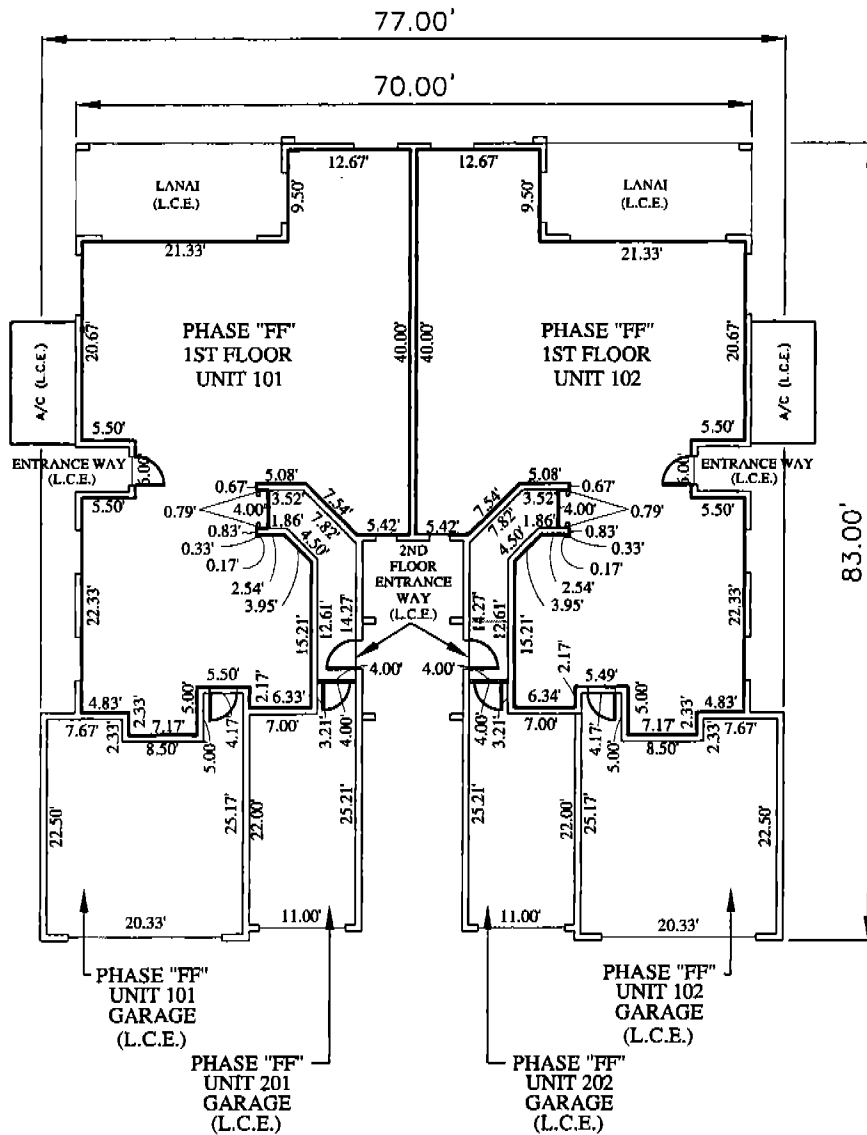 77.00'
70.00'
12.67' 12.67'
LANAI
(L.C.E.)
9.50' 9.50'
LANAI
(L.C.E.)
21.33' 21.33'
20.67'
PHASE "FF"
1ST FLOOR
UNIT 101
40.00' 40.00'
PHASE "FF"
1ST FLOOR
UNIT 102
20.67'
A/C (L.C.E.) A/C (L.C.E.)
5.50' 5.50'
ENTRANCE WAY
(L.C.E.)
6.00' 6.00'
ENTRANCE WAY
(L.C.E.)
5.50' 5.50'
5.08' 5.08'
0.67' 3.52' 7.54' 7.54' 3.52' 0.67'
0.79' 4.00' 7.82' 7.82' 4.00' 0.79'
0.83' 1.86' 4.50' 5.42' 5.42' 4.50' 1.86' 0.83'
0.33' 0.33'
0.17' 0.17'
2.54' 2.54'
3.95' 3.95'
2ND
FLOOR
ENTRANCE
WAY
(L.C.E.)
22.33' 15.21' 12.61' 14.27' 14.27' 12.61' 15.21' 22.33'
83.00'
4.00' 4.00'
5.50' 5.49'
4.83' 2.33' 5.00' 2.17' 6.33' 6.34' 2.17' 5.00' 4.83'
7.67' 2.33' 7.17' 4.17' 7.00' 3.21' 4.00' 4.00' 3.21' 7.00' 4.17' 7.17' 2.33' 7.67'
8.50' 5.00' 5.00' 8.50'
22.50' 25.17' 22.00' 25.21' 25.21' 22.00' 25.17' 22.50'
20.33' 11.00' 11.00' 20.33'
PHASE "FF"
UNIT 101
GARAGE
(L.C.E.)
PHASE "FF"
UNIT 102
GARAGE
(L.C.E.)
PHASE "FF"
UNIT 201
GARAGE
(L.C.E.)
PHASE "FF"
UNIT 202
GARAGE
(L.C.E.)